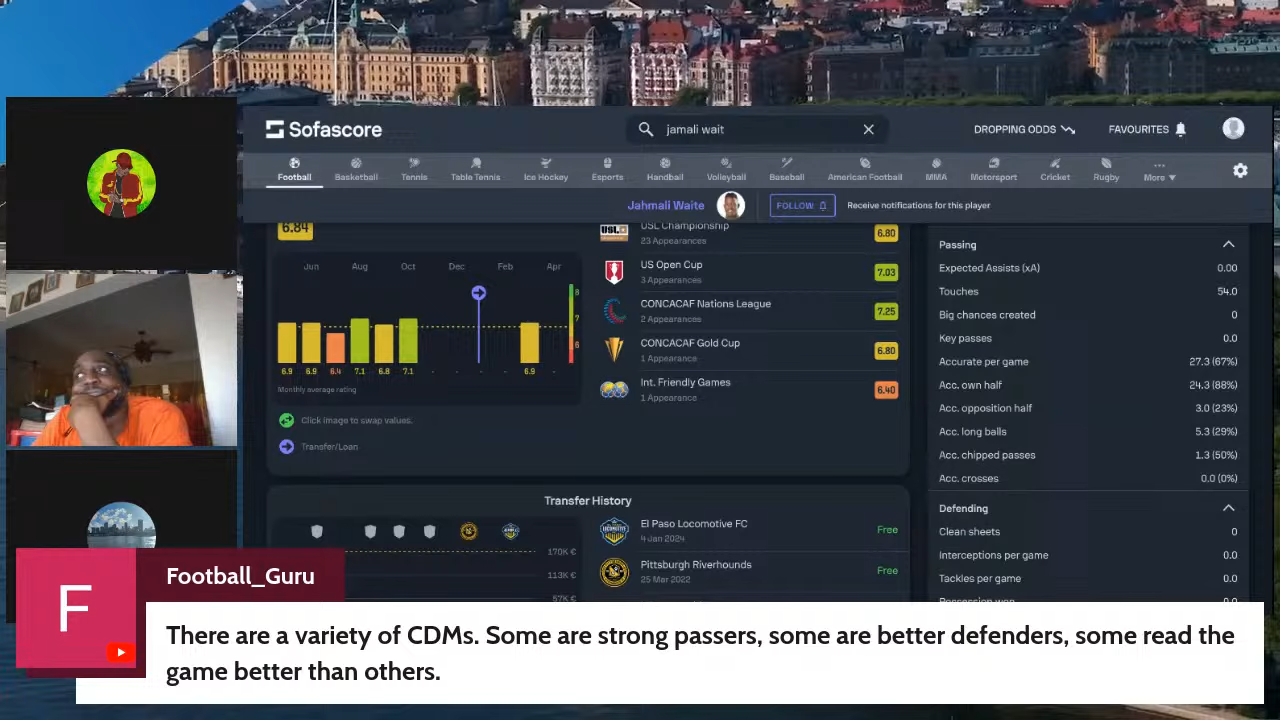 Sofascore
jamali wait
DROPPING ODDS
FAVOURITES
Football
Basketball
Tennis
Table Tennis
Ice Hockey
Esports
Handball
Volleyball
Baseball
American Football
MMA
Motorsport
Cricket
Rugby
More
Jahmali Waite
FOLLOW
Receive notifications for this player
6.84
Jun Aug Oct Dec Feb Apr
8
7
6
6.9 6.9 6.4 7.1 6.8 7.1 - - - - 6.9
Monthly average rating
Click image to swap values.
Transfer/Loan
USL
USL Championship
23 Appearances
6.80
US Open Cup
3 Appearances
7.03
CONCACAF Nations League
2 Appearances
7.25
CONCACAF Gold Cup
1 Appearance
6.80
Int. Friendly Games
1 Appearance
6.40
Transfer History
170K €
113K €
57K €
El Paso Locomotive FC
4 Jan 2024
Free
Pittsburgh Riverhounds
25 Mar 2022
Free
Passing
Expected Assists (xA) 0.00
Touches 54.0
Big chances created 0
Key passes 0.0
Accurate per game 27.3 (67%)
Acc. own half 24.3 (88%)
Acc. opposition half 3.0 (23%)
Acc. long balls 5.3 (29%)
Acc. chipped passes 1.3 (50%)
Acc. crosses 0.0 (0%)
Defending
Clean sheets 0
Interceptions per game 0.0
Tackles per game 0.0
Possession won
F
Football_Guru
There are a variety of CDMs. Some are strong passers, some are better defenders, some read the
game better than others.